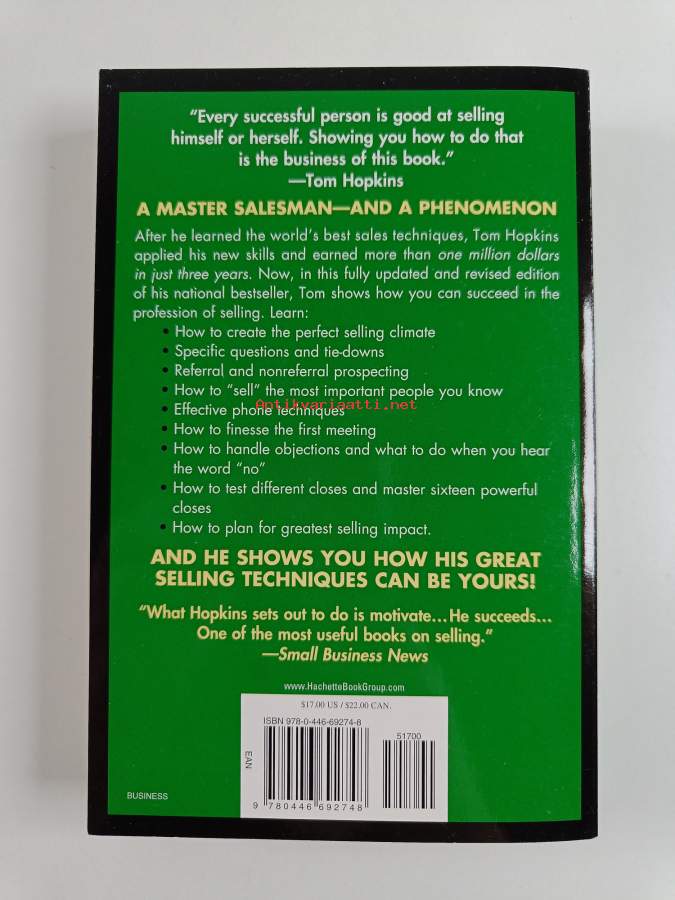 “Every successful person is good at selling
himself or herself. Showing you how to do that
is the business of this book.”
—Tom Hopkins
A MASTER SALESMAN—AND A PHENOMENON
After he learned the world’s best sales techniques, Tom Hopkins
applied his new skills and earned more than one million dollars
in just three years. Now, in this fully updated and revised edition
of his national bestseller, Tom shows how you can succeed in the
profession of selling. Learn:
• How to create the perfect selling climate
• Specific questions and tie-downs
• Referral and nonreferral prospecting
• How to “sell” the most important people you know
Antikvariaatti.net
• Effective phone techniques
• How to finesse the first meeting
• How to handle objections and what to do when you hear
the word “no”
• How to test different closes and master sixteen powerful
closes
• How to plan for greatest selling impact.
AND HE SHOWS YOU HOW HIS GREAT
SELLING TECHNIQUES CAN BE YOURS!
“What Hopkins sets out to do is motivate...He succeeds...
One of the most useful books on selling.”
—Small Business News
www.HachetteBookGroup.com
$17.00 US / $22.00 CAN.
ISBN 978-0-446-69274-8
51700
EAN
9 780446 692748
BUSINESS